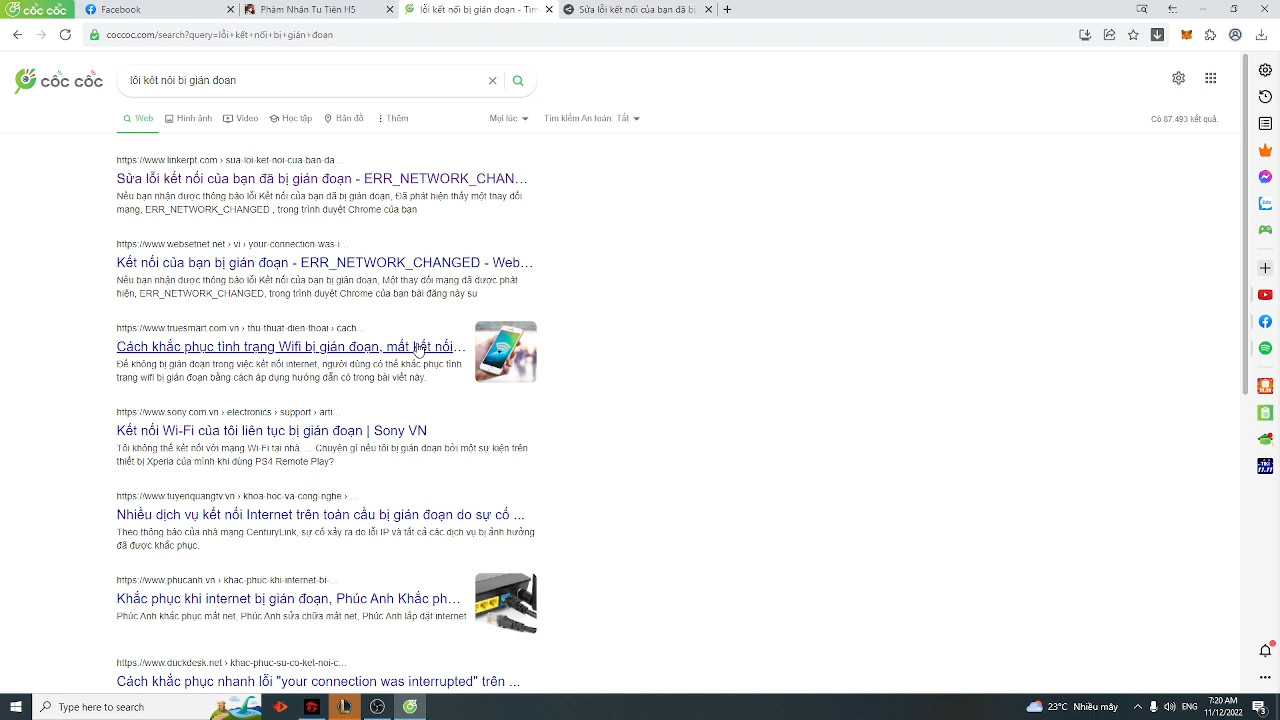 cốc cốc
Facebook
Phàm Nhân Tu Tiên H5
lỗi kết nối bị gián đoạn - Tìm
Sửa lỗi kết nối của bạn đã bị
coccoc.com/search?query=lỗi+kết+nối+bị+gián+đoạn
cốc cốc
lỗi kết nối bị gián đoạn
Web
Hình ảnh
Video
Học tập
Bản đồ
Thêm
Mọi lúc
Tìm kiếm An toàn: Tắt
Có 87.493 kết quả.
https://www.linkerpt.com › sua-loi-ket-noi-cua-ban-da...
Sửa lỗi kết nối của bạn đã bị gián đoạn - ERR_NETWORK_CHAN...
Nếu bạn nhận được thông báo lỗi Kết nối của bạn đã bị gián đoạn, Đã phát hiện thấy một thay đổi
mạng, ERR_NETWORK_CHANGED , trong trình duyệt Chrome của bạn
https://www.websetnet.net › vi › your-connection-was-i...
Kết nối của bạn bị gián đoạn - ERR_NETWORK_CHANGED - Web...
Nếu bạn nhận được thông báo lỗi Kết nối của bạn bị gián đoạn, Một thay đổi mạng đã được phát
hiện, ERR_NETWORK_CHANGED, trong trình duyệt Chrome của bạn bài đăng này sụ
https://www.truesmart.com.vn › thu-thuat-dien-thoai › cach...
Cách khắc phục tình trạng Wifi bị gián đoạn, mất kết nối...
Để không bị gián đoạn trong việc kết nối internet, người dùng có thể khắc phục tình
trạng wifi bị gián đoạn bằng cách áp dụng hướng dẫn có trong bài viết này.
https://www.sony.com.vn › electronics › support › arti...
Kết nối Wi-Fi của tôi liên tục bị gián đoạn | Sony VN
Tôi không thể kết nối với mạng Wi-Fi tại nhà. ... Chuyện gì nếu tôi bị gián đoạn bởi một sự kiện trên
thiết bị Xperia của mình khi dùng PS4 Remote Play?
https://www.tuyenquangtv.vn › khoa-hoc-va-cong-nghe › ...
Nhiều dịch vụ kết nối Internet trên toàn cầu bị gián đoạn do sự cố ...
Theo thông báo của nhà mạng CenturyLink, sự cố xảy ra do lỗi IP và tất cả các dịch vụ bị ảnh hưởng
đã được khắc phục.
https://www.phucanh.vn › khac-phuc-khi-internet-bi-...
Khắc phục khi internet bị gián đoạn, Phúc Anh Khắc ph...
Phúc Anh khắc phục mất net, Phúc Anh sửa chữa mất net, Phúc Anh lắp đặt internet
https://www.duckdesk.net › khac-phuc-su-co-ket-noi-c...
Cách khắc phục nhanh lỗi "your connection was interrupted" trên ...
Zalo
TIKI
11.11
Type here to search
22°C Nhiều mây
ENG
7:20 AM
11/12/2022